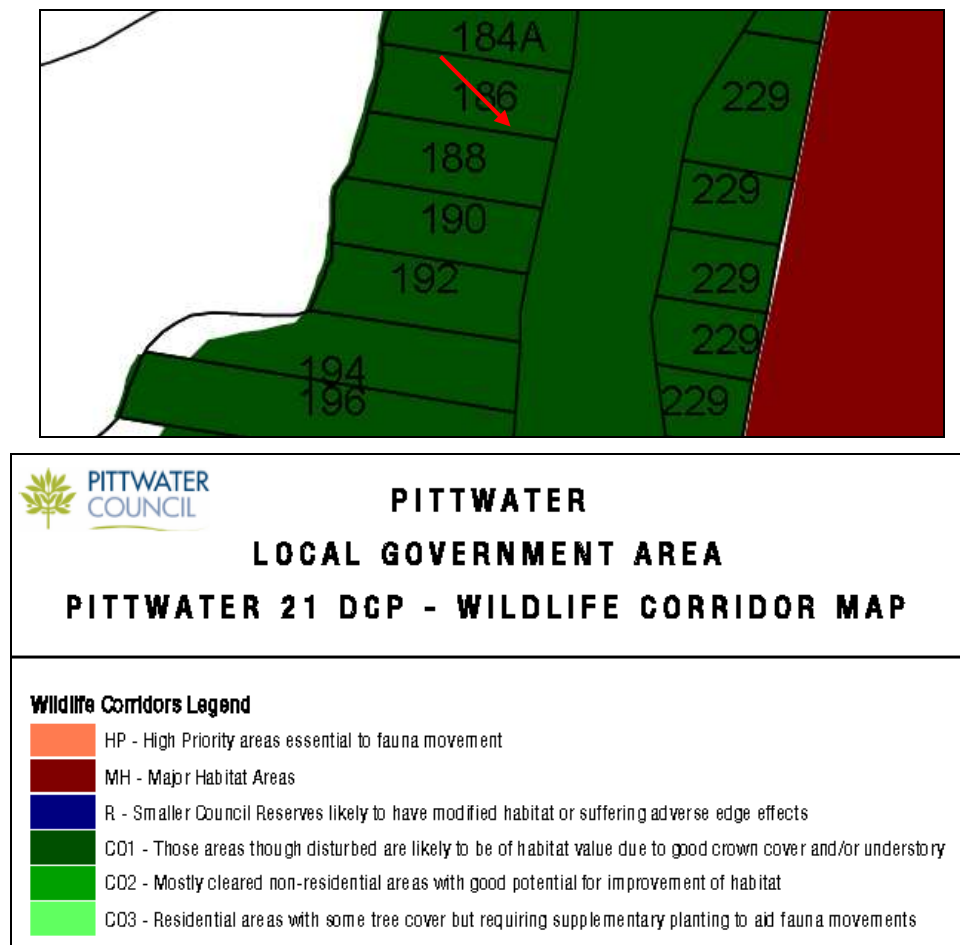 184A
186
229
188
229
190
192
229
229
194
196
229
PITTWATER
COUNCIL
PITTWATER
LOCAL GOVERNMENT AREA
PITTWATER 21 DCP - WILDLIFE CORRIDOR MAP
Wildlife Corridors Legend
HP - High Priority areas essential to fauna movement
MH - Major Habitat Areas
R - Smaller Council Reserves likely to have modified habitat or suffering adverse edge effects
CO1 - Those areas though disturbed are likely to be of habitat value due to good crown cover and/or understory
CO2 - Mostly cleared non-residential areas with good potential for improvement of habitat
CO3 - Residential areas with some tree cover but requiring supplementary planting to aid fauna movements